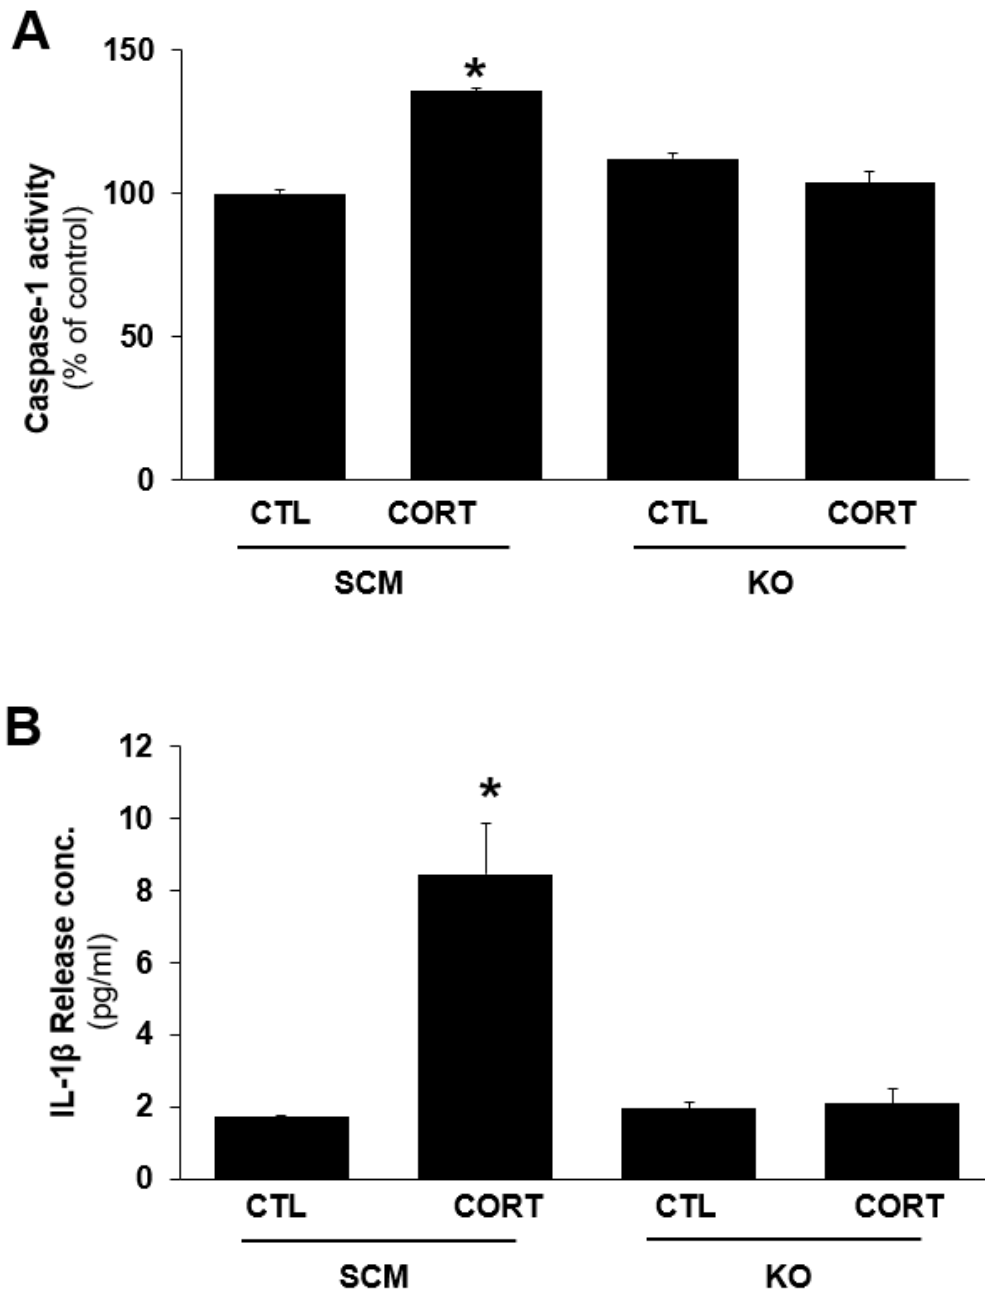 A
150
*
100
50
0
Caspase-1 activity
(% of control)
CTL CORT CTL CORT
SCM KO
B
12
*
10
8
6
4
2
0
IL-1β Release conc.
(pg/ml)
CTL CORT CTL CORT
SCM KO